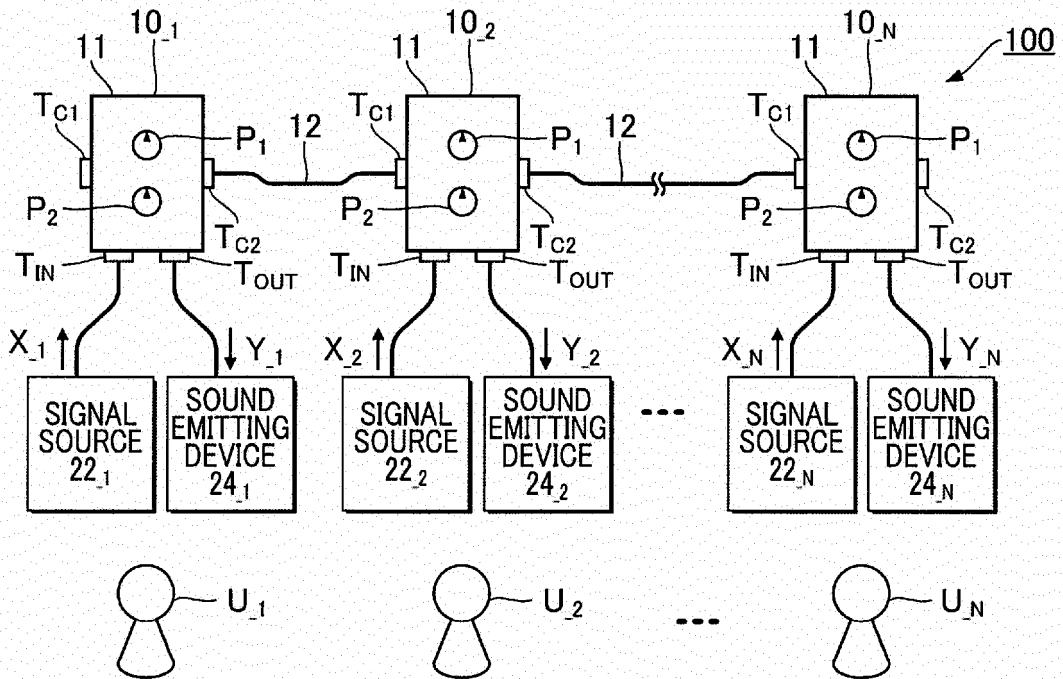 10_1 10_2 10_N 100
11 11 11
T_C1 T_C1 T_C1
P_1 12 P_1 12 P_1
P_2 P_2 P_2
T_C2 T_C2 T_C2
T_IN T_OUT T_IN T_OUT T_IN T_OUT
X_1 Y_1 X_2 Y_2 X_N Y_N
SIGNAL SOURCE 22_1
SOUND EMITTING DEVICE 24_1
SIGNAL SOURCE 22_2
SOUND EMITTING DEVICE 24_2
SIGNAL SOURCE 22_N
SOUND EMITTING DEVICE 24_N
U_1 U_2 U_N